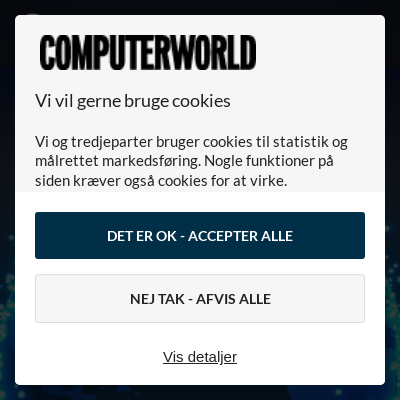 COMPUTERWORLD
Vi vil gerne bruge cookies
Vi og tredjeparter bruger cookies til statistik og
målrettet markedsføring. Nogle funktioner på
siden kræver også cookies for at virke.
DET ER OK - ACCEPTER ALLE
NEJ TAK - AFVIS ALLE
Vis detaljer